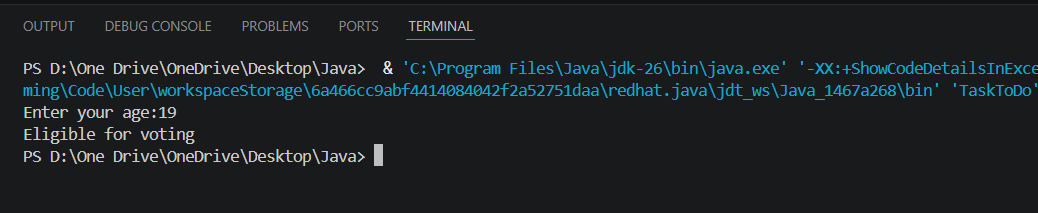 OUTPUT DEBUG CONSOLE PROBLEMS PORTS TERMINAL
PS D:\One Drive\OneDrive\Desktop\Java>  & 'C:\Program Files\Java\jdk-26\bin\java.exe' '-XX:+ShowCodeDetailsInExce
ming\Code\User\workspaceStorage\6a466cc9abf4414084042f2a52751daa\redhat.java\jdt_ws\Java_1467a268\bin' 'TaskToDo'
Enter your age:19
Eligible for voting
PS D:\One Drive\OneDrive\Desktop\Java>